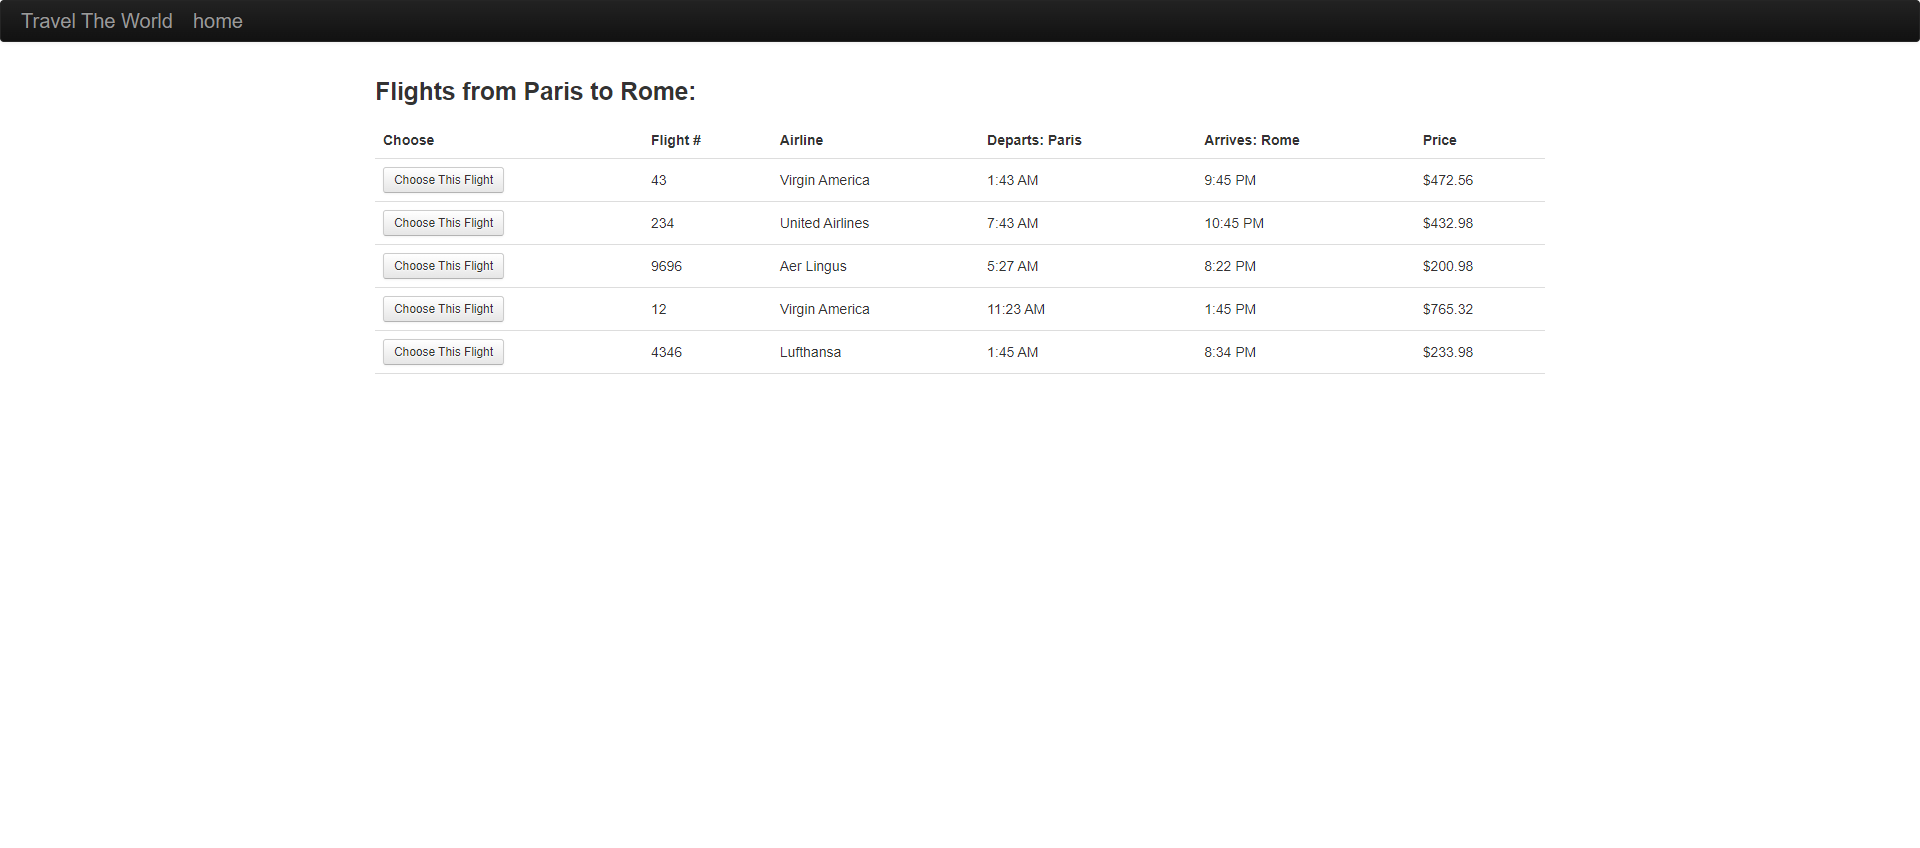 Travel The World home
Flights from Paris to Rome:
Choose Flight # Airline Departs: Paris Arrives: Rome Price
Choose This Flight 43 Virgin America 1:43 AM 9:45 PM $472.56
Choose This Flight 234 United Airlines 7:43 AM 10:45 PM $432.98
Choose This Flight 9696 Aer Lingus 5:27 AM 8:22 PM $200.98
Choose This Flight 12 Virgin America 11:23 AM 1:45 PM $765.32
Choose This Flight 4346 Lufthansa 1:45 AM 8:34 PM $233.98